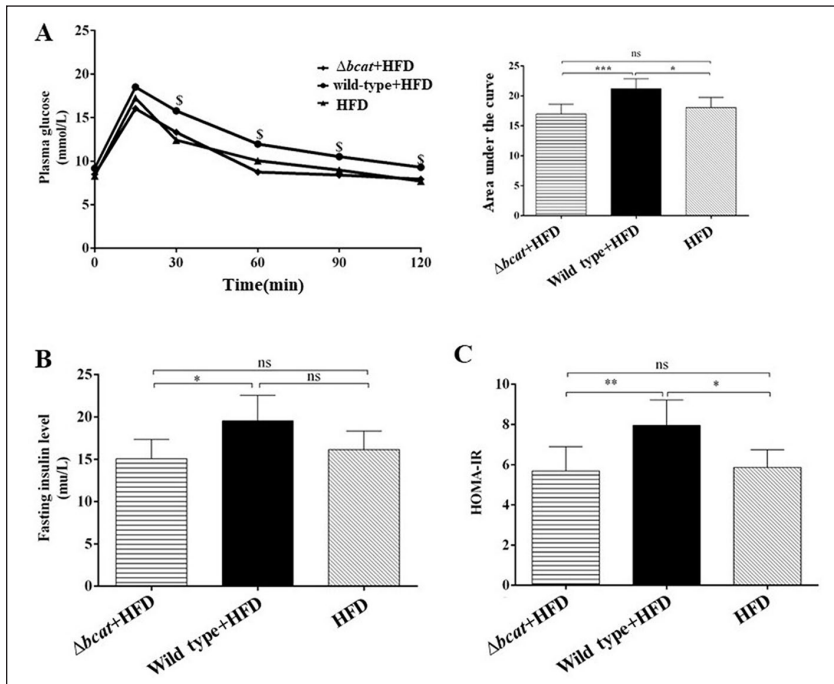 A
Plasma glucose
(mmol/L)
25
20
15
10
5
0
0
30
60
90
120
Time(min)
Δbcat+HFD
wild-type+HFD
HFD
$
$
$
$
Area under the curve
25
20
15
10
5
0
ns
***
*
Δbcat+HFD
Wild type+HFD
HFD
B
Fasting insulin level
(mu/L)
25
20
15
10
5
0
ns
*
ns
Δbcat+HFD
Wild type+HFD
HFD
C
HOMA-IR
10
8
6
4
2
0
ns
**
*
Δbcat+HFD
Wild type+HFD
HFD